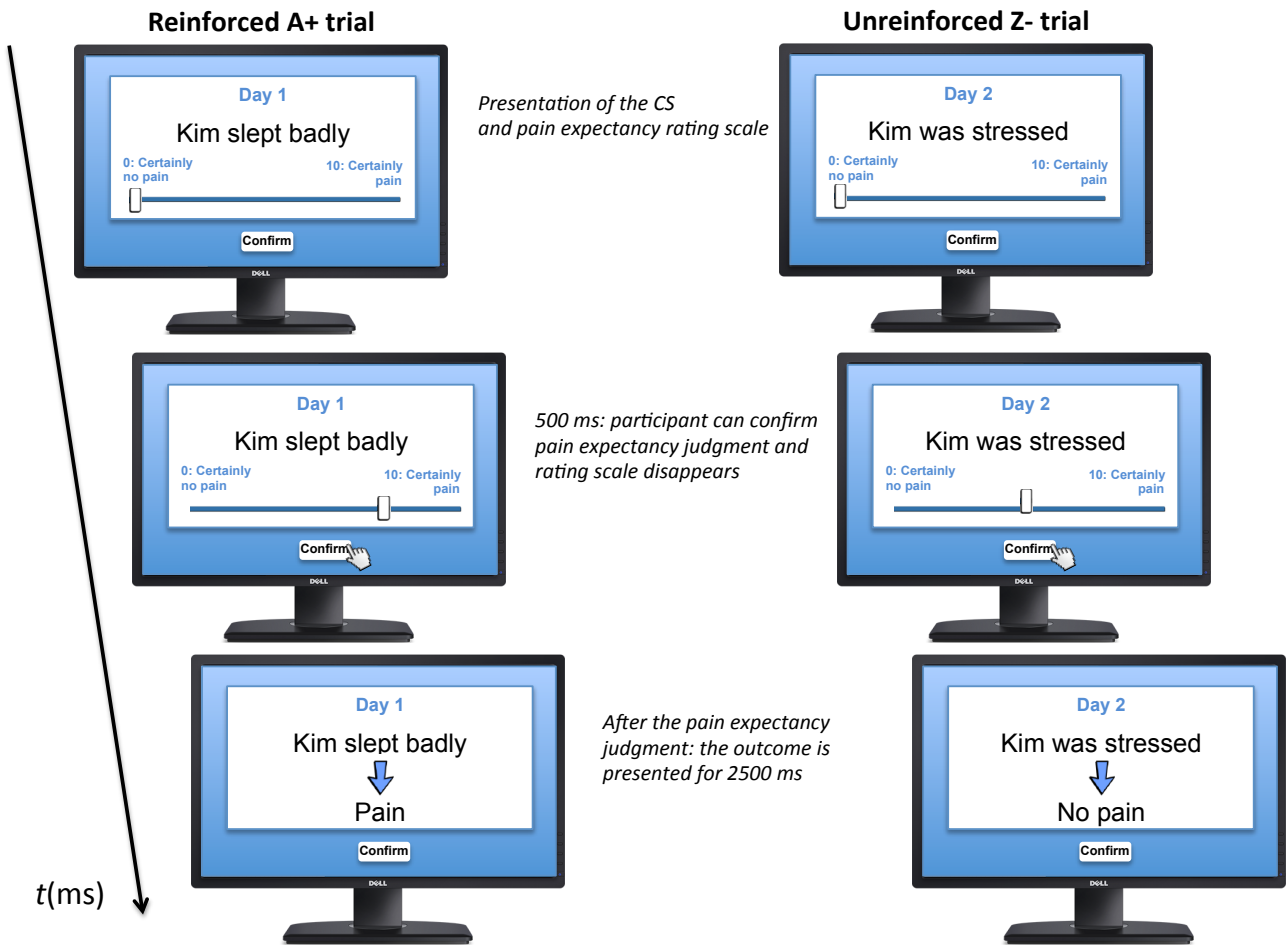 Reinforced A+ trial
Unreinforced Z- trial
Day 1
Kim slept badly
0: Certainly
no pain
10: Certainly
pain
Confirm
DELL
Presentation of the CS
and pain expectancy rating scale
Day 2
Kim was stressed
0: Certainly
no pain
10: Certainly
pain
Confirm
DELL
Day 1
Kim slept badly
0: Certainly
no pain
10: Certainly
pain
Confirm
DELL
500 ms: participant can confirm
pain expectancy judgment and
rating scale disappears
Day 2
Kim was stressed
0: Certainly
no pain
10: Certainly
pain
Confirm
DELL
Day 1
Kim slept badly
Pain
Confirm
DELL
After the pain expectancy
judgment: the outcome is
presented for 2500 ms
Day 2
Kim was stressed
No pain
Confirm
DELL
t(ms)